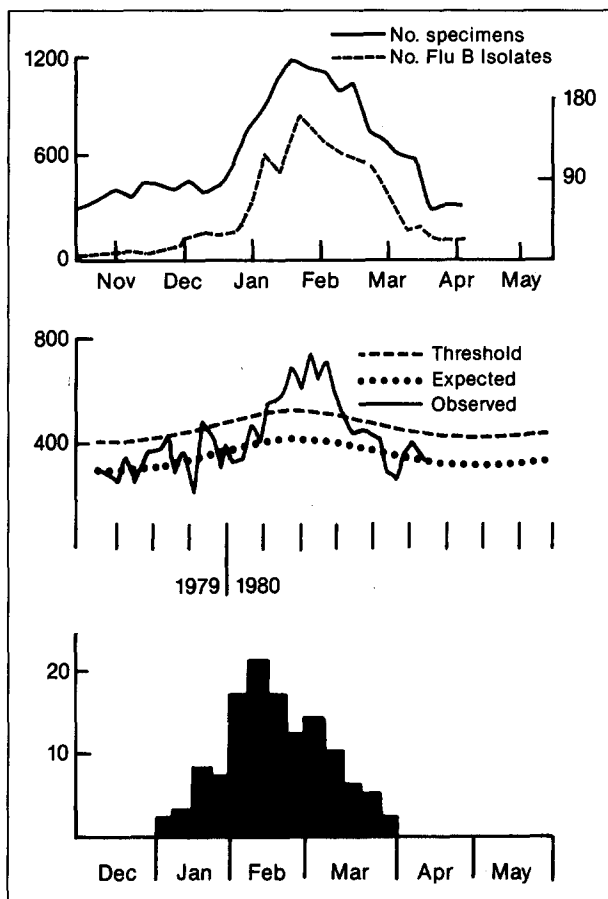 No. specimens
No. Flu B Isolates
1200
600
0
180
90
Nov Dec Jan Feb Mar Apr May
800
400
Threshold
Expected
Observed
1979 1980
20
10
Dec Jan Feb Mar Apr May